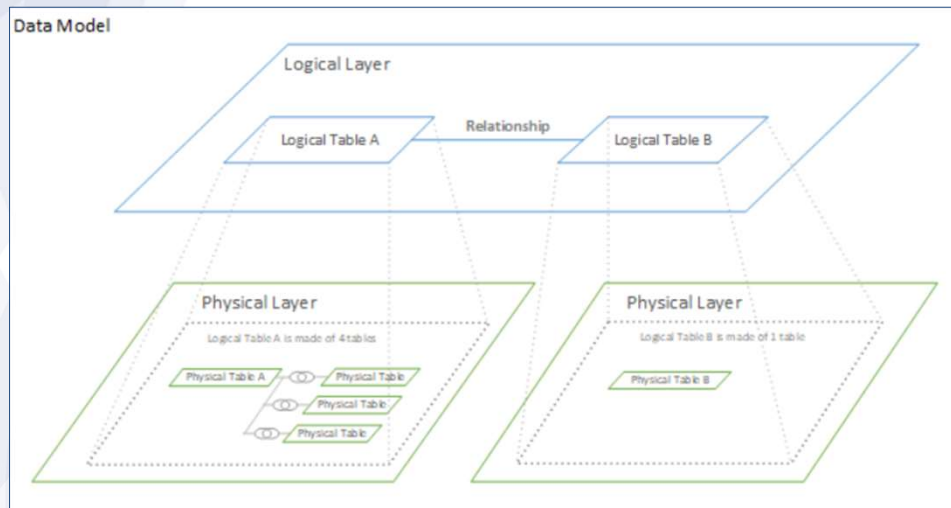 Data Model
Logical Layer
Logical Table A
Relationship
Logical Table B
Physical Layer
Logical Table A is made of 4 tables
Physical Table A
Physical Table
Physical Table
Physical Table
Physical Layer
Logical Table B is made of 1 table
Physical Table B